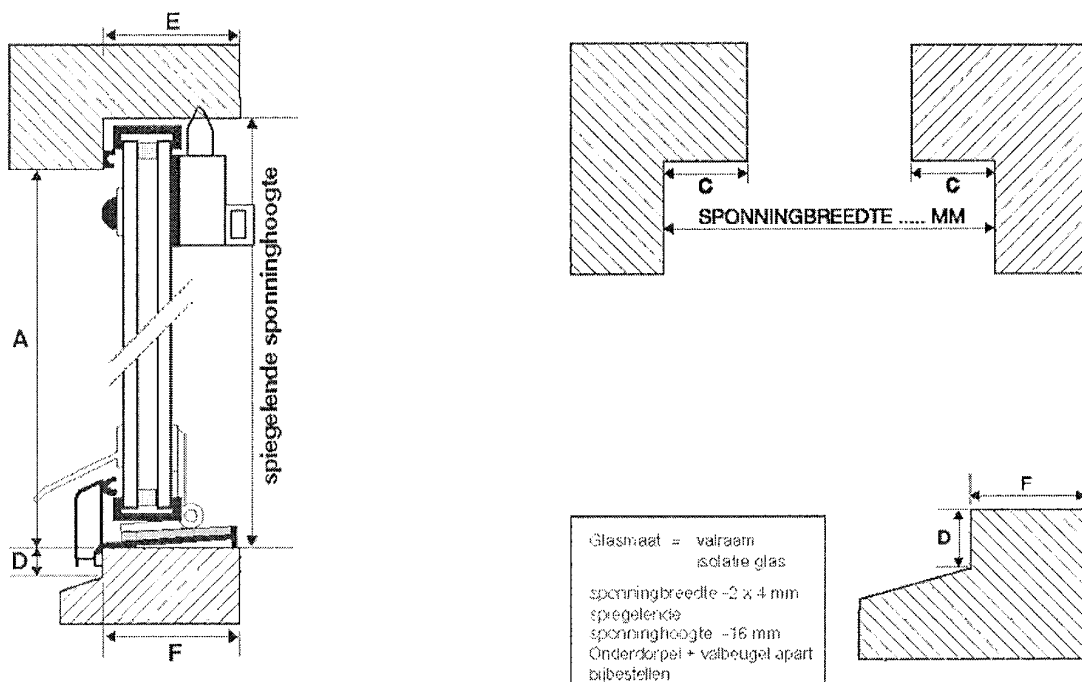 E
A
spiegelende sponninghoogte
D
F
C
C
SPONNINGBREEDTE ..... MM
F
D
Glasmaat = valraam
isolatie glas
sponningbreedte -2 x 4 mm
spiegelende
sponninghoogte -16 mm
Onderdorpel + valbeugel apart
bijbestellen